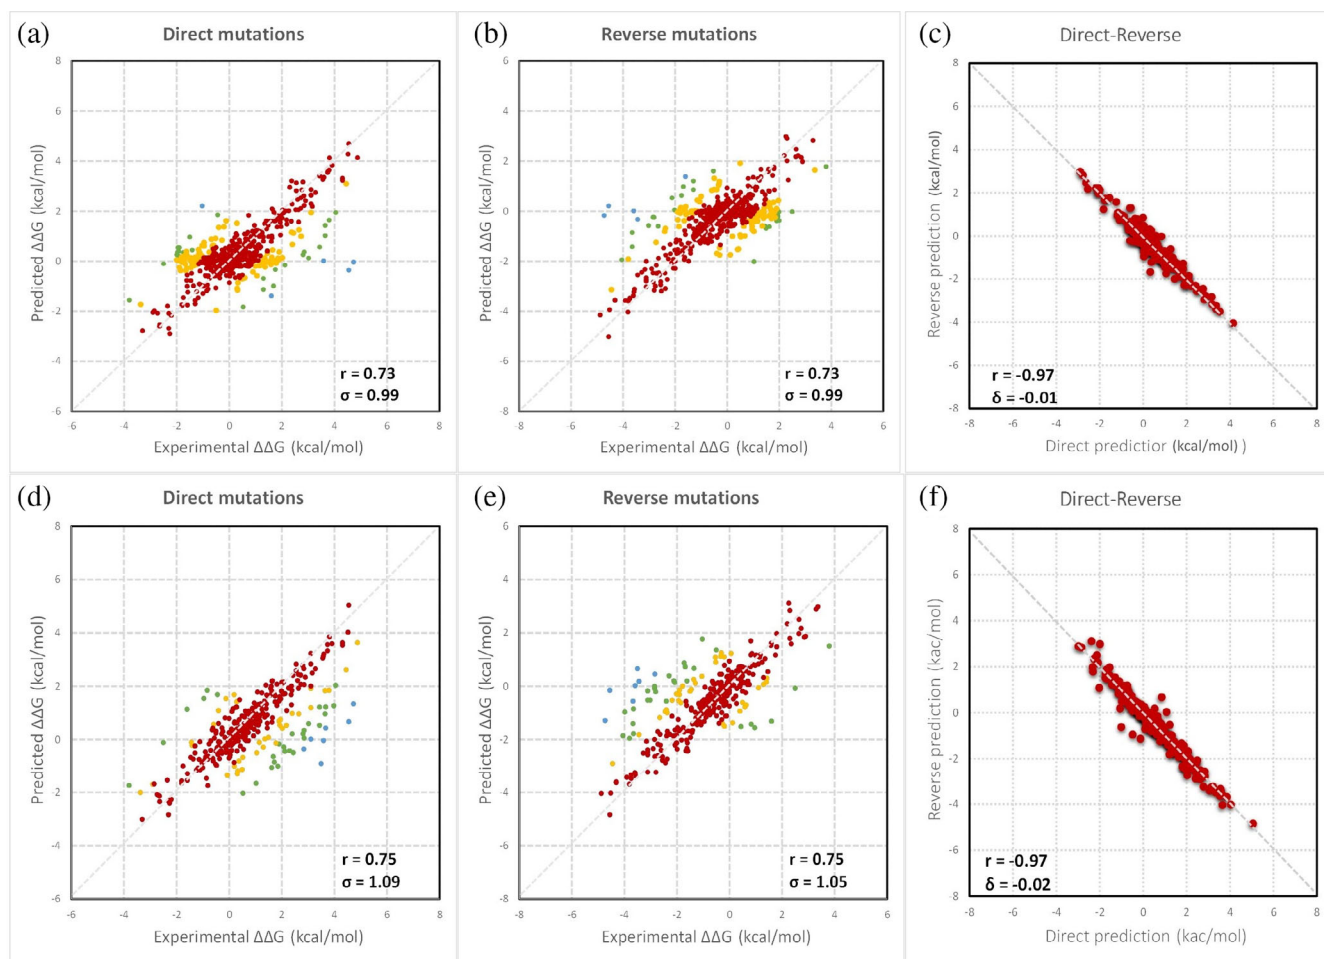 (a)
Direct mutations
Predicted ΔΔG (kcal/mol)
8
6
4
2
0
-2
-4
-6
r = 0.73
σ = 0.99
-6 -4 -2 0 2 4 6 8
Experimental ΔΔG (kcal/mol)
(b)
Reverse mutations
Predicted ΔΔG (kcal/mol)
6
4
2
0
-2
-4
-6
-8
r = 0.73
σ = 0.99
-8 -6 -4 -2 0 2 4 6
Experimental ΔΔG (kcal/mol)
(c)
Direct-Reverse
Reverse prediction (kcal/mol)
8
6
4
2
0
-2
-4
-6
-8
r = -0.97
δ = -0.01
-8 -6 -4 -2 0 2 4 6 8
Direct predictior (kcal/mol) )
(d)
Direct mutations
Predicted ΔΔG (kcal/mol)
8
6
4
2
0
-2
-4
-6
r = 0.75
σ = 1.09
-6 -4 -2 0 2 4 6 8
Experimental ΔΔG (kcal/mol)
(e)
Reverse mutations
Predicted ΔΔG (kcal/mol)
6
4
2
0
-2
-4
-6
-8
r = 0.75
σ = 1.05
-8 -6 -4 -2 0 2 4 6
Experimental ΔΔG (kcal/mol)
(f)
Direct-Reverse
Reverse prediction (kac/mol)
8
6
4
2
0
-2
-4
-6
-8
r = -0.97
δ = -0.02
-8 -6 -4 -2 0 2 4 6 8
Direct prediction (kac/mol)